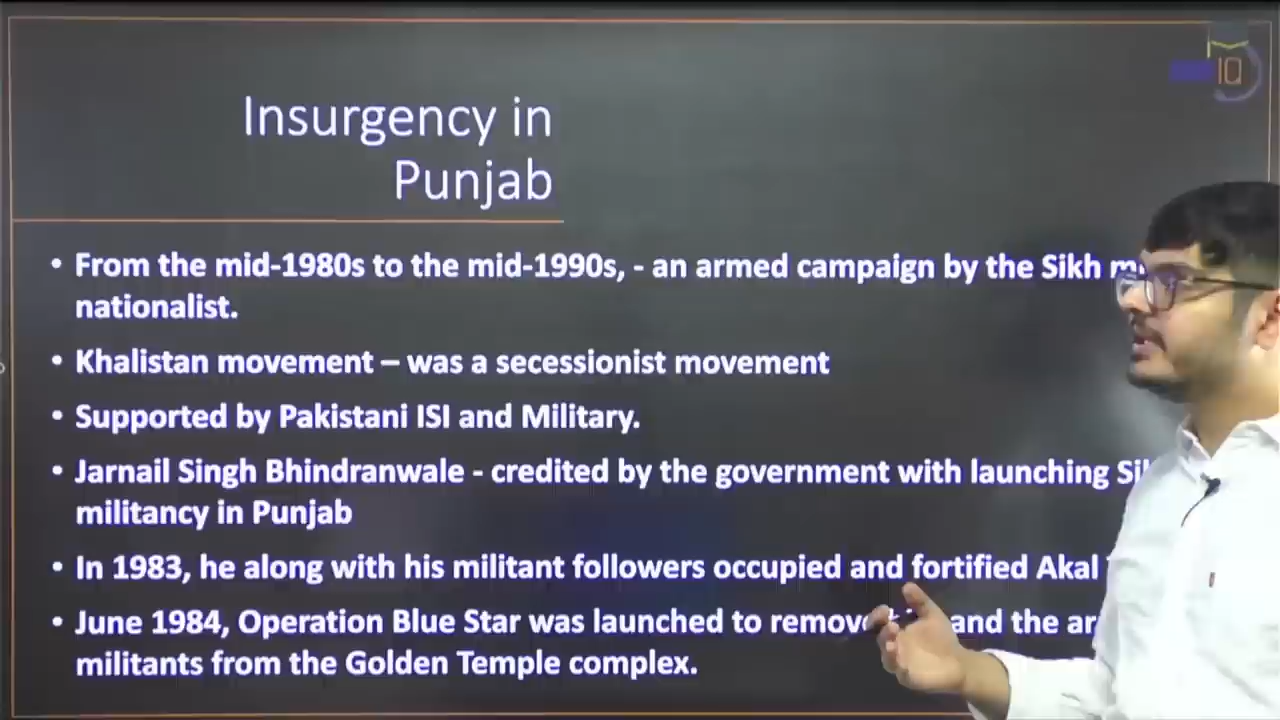 IQ
Insurgency in
Punjab
• From the mid-1980s to the mid-1990s, - an armed campaign by the Sikh
nationalist.
• Khalistan movement – was a secessionist movement
• Supported by Pakistani ISI and Military.
• Jarnail Singh Bhindranwale - credited by the government with launching
militancy in Punjab
• In 1983, he along with his militant followers occupied and fortified Akal
• June 1984, Operation Blue Star was launched to remove and the
militants from the Golden Temple complex.